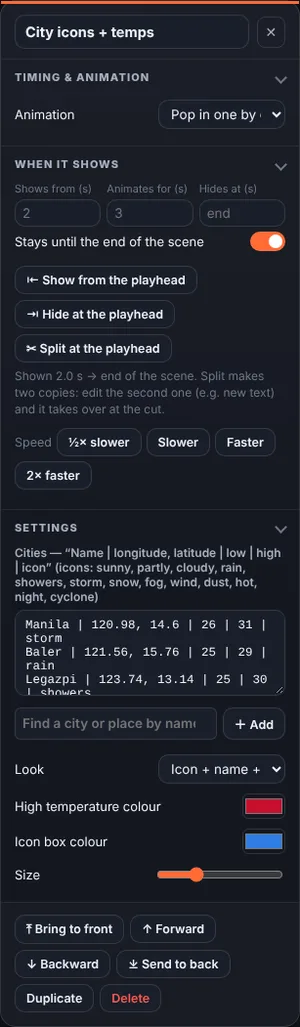 City icons + temps
×
TIMING & ANIMATION
Animation
Pop in one by
WHEN IT SHOWS
Shows from (s) Animates for (s) Hides at (s)
2 3 end
Stays until the end of the scene
⇤ Show from the playhead
⇥ Hide at the playhead
✂ Split at the playhead
Shown 2.0 s → end of the scene. Split makes
two copies: edit the second one (e.g. new text)
and it takes over at the cut.
Speed ½× slower Slower Faster
2× faster
SETTINGS
Cities — “Name | longitude, latitude | low | high
| icon” (icons: sunny, partly, cloudy, rain,
showers, storm, snow, fog, wind, dust, hot,
night, cyclone)
Manila | 120.98, 14.6 | 26 | 31 |
storm
Baler | 121.56, 15.76 | 25 | 29 |
rain
Legazpi | 123.74, 13.14 | 25 | 30
| showers
Find a city or place by name
+ Add
Look
Icon + name +
High temperature colour
Icon box colour
Size
⤒ Bring to front ↑ Forward
↓ Backward ⤓ Send to back
Duplicate Delete